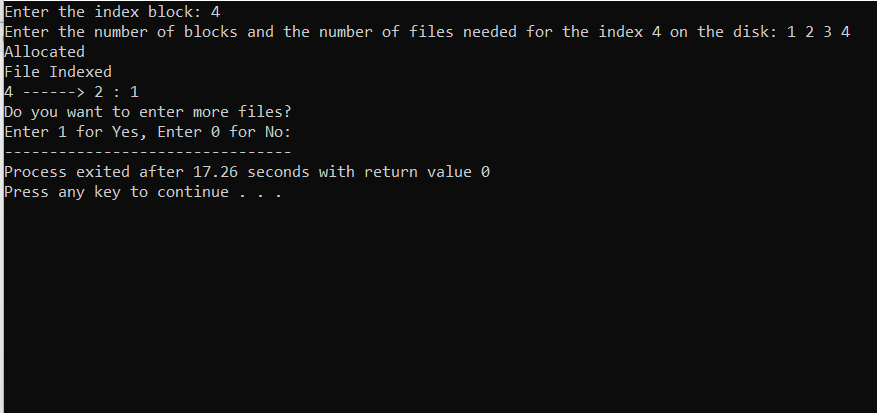 Enter the index block: 4
Enter the number of blocks and the number of files needed for the index 4 on the disk: 1 2 3 4
Allocated
File Indexed
4 ------> 2 : 1
Do you want to enter more files?
Enter 1 for Yes, Enter 0 for No:
--------------------------------
Process exited after 17.26 seconds with return value 0
Press any key to continue . . .